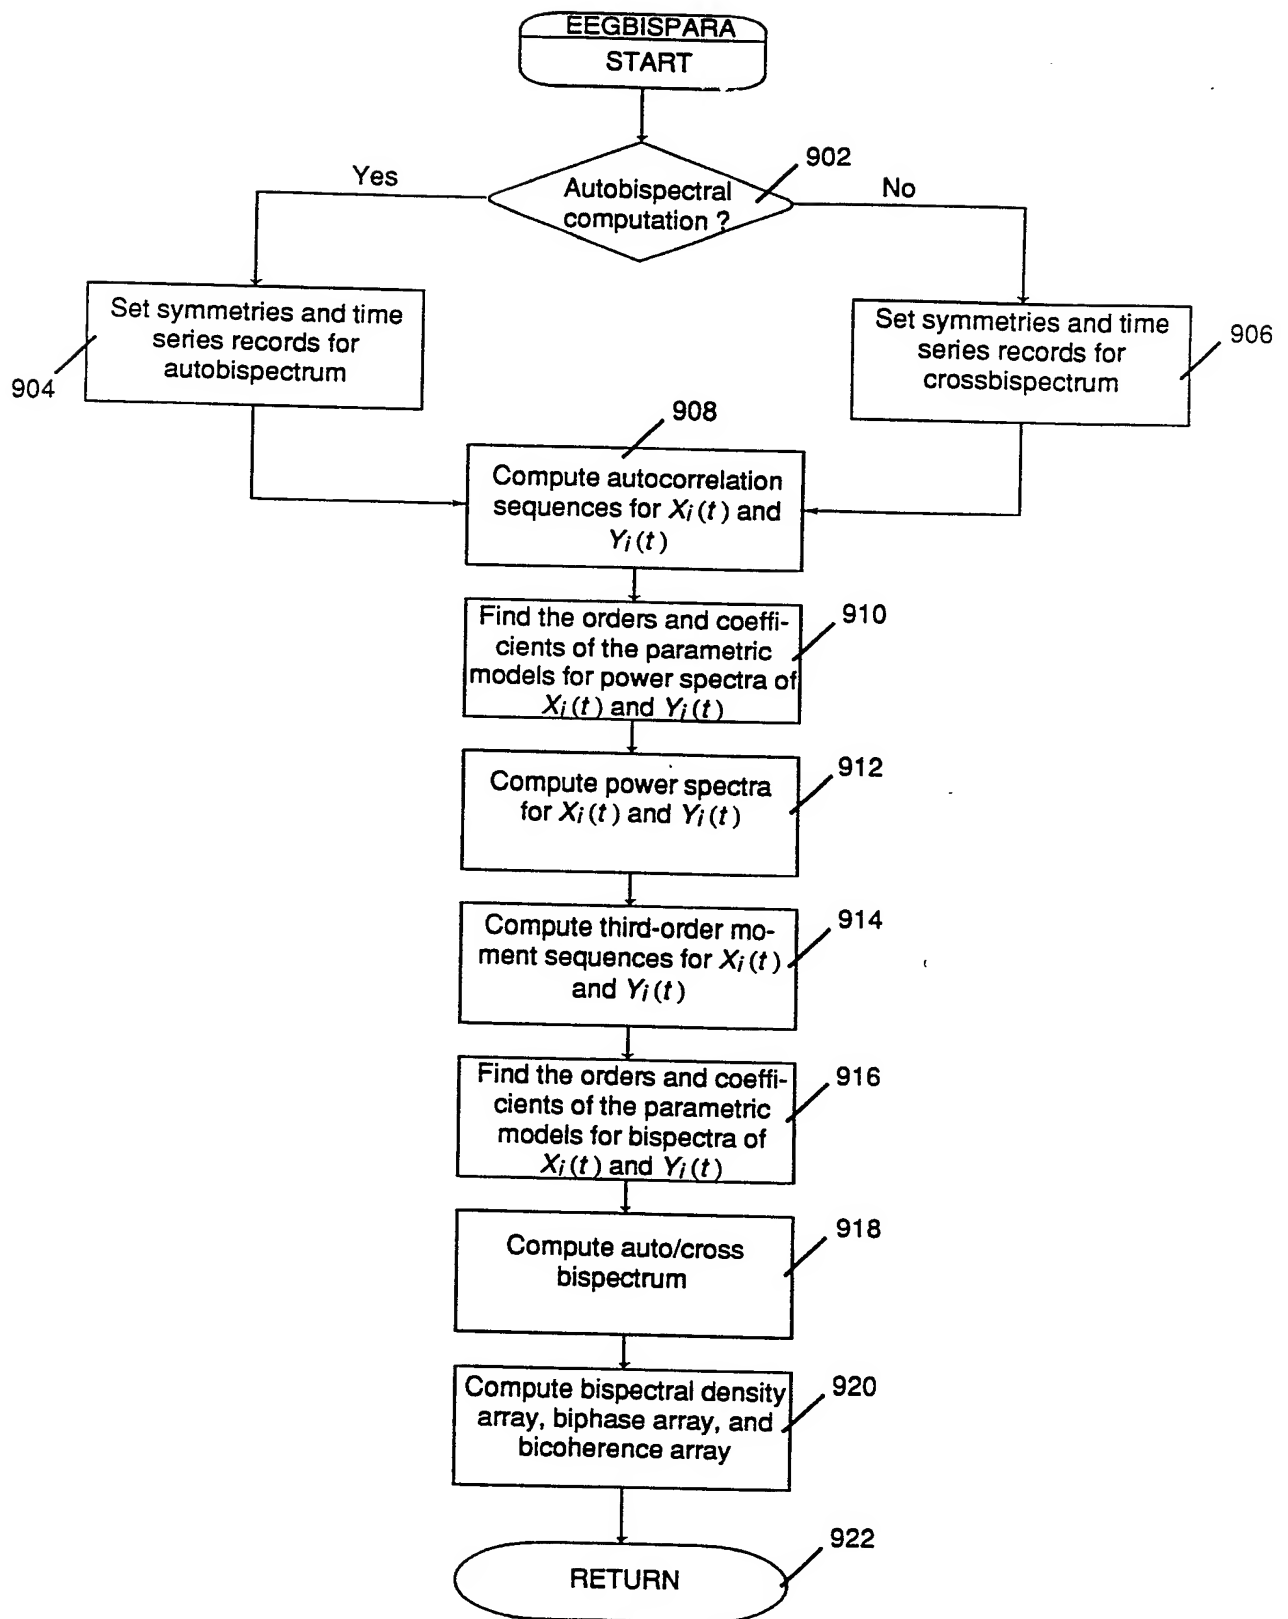 EEGBISPARA
START
902
Yes
No
Autobispectral
computation ?
Set symmetries and time
series records for
autobispectrum
904
Set symmetries and time
series records for
crossbispectrum
906
908
Compute autocorrelation
sequences for Xi(t) and
Yi(t)
910
Find the orders and coeffi-
cients of the parametric
models for power spectra of
Xi(t) and Yi(t)
912
Compute power spectra
for Xi(t) and Yi(t)
914
Compute third-order mo-
ment sequences for Xi(t)
and Yi(t)
916
Find the orders and coeffi-
cients of the parametric
models for bispectra of
Xi(t) and Yi(t)
918
Compute auto/cross
bispectrum
920
Compute bispectral density
array, biphase array, and
bicoherence array
922
RETURN